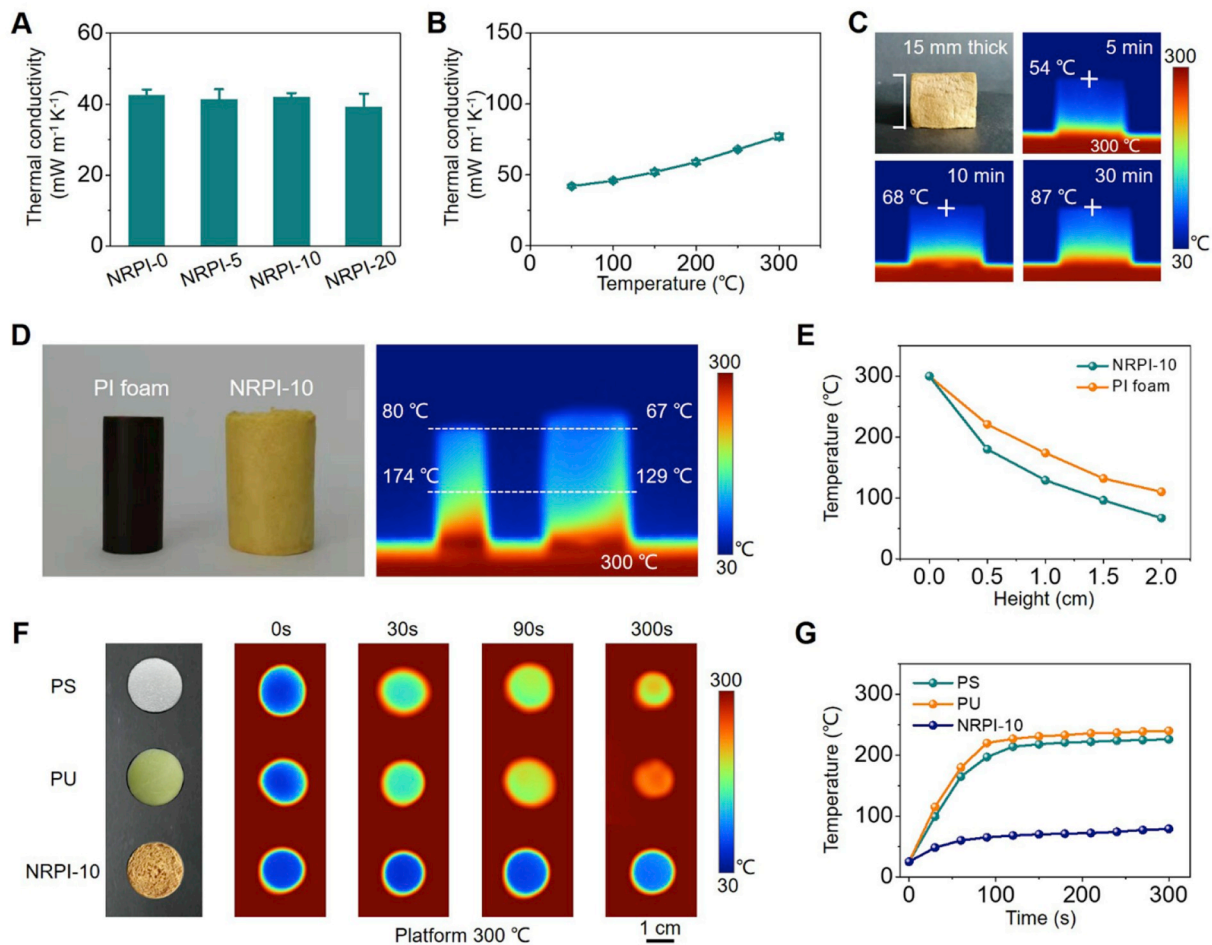 A
Thermal conductivity
(mW m⁻¹ K⁻¹)
60
40
20
0
NRPI-0
NRPI-5
NRPI-10
NRPI-20
B
Thermal conductivity
(mW m⁻¹ K⁻¹)
150
100
50
0
0
100
200
300
Temperature (℃)
C
15 mm thick
5 min
54 ℃
300 ℃
10 min
68 ℃
30 min
87 ℃
300
℃
30
D
PI foam
NRPI-10
80 ℃
67 ℃
174 ℃
129 ℃
300 ℃
300
℃
30
E
Temperature (℃)
300
200
100
0
NRPI-10
PI foam
0.0
0.5
1.0
1.5
2.0
Height (cm)
F
0s
30s
90s
300s
PS
PU
NRPI-10
300
℃
30
Platform 300 ℃
1 cm
G
Temperature (℃)
300
200
100
0
PS
PU
NRPI-10
0
100
200
300
Time (s)